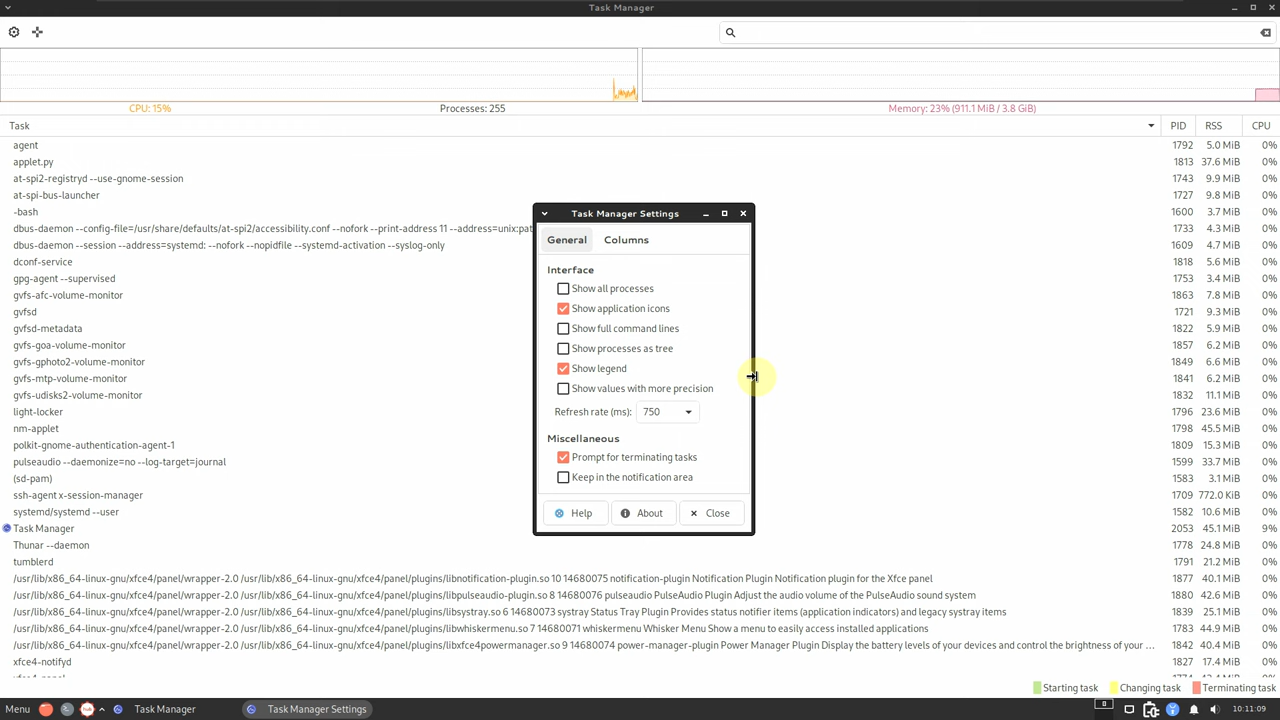 Task Manager
CPU: 15%
Processes: 255
Memory: 23% (911.1 MiB / 3.8 GiB)
Task PID RSS CPU
agent 1792 5.0 MiB 0%
applet.py 1813 37.6 MiB 0%
at-spi2-registryd --use-gnome-session 1743 9.9 MiB 0%
at-spi-bus-launcher 1727 9.8 MiB 0%
-bash 1600 3.7 MiB 0%
dbus-daemon --config-file=/usr/share/defaults/at-spi2/accessibility.conf --nofork --print-address 11 --address=unix:pat 1733 4.3 MiB 0%
dbus-daemon --session --address=systemd: --nofork --nopidfile --systemd-activation --syslog-only 1609 4.7 MiB 0%
dconf-service 1818 5.6 MiB 0%
gpg-agent --supervised 1753 3.4 MiB 0%
gvfs-afc-volume-monitor 1863 7.8 MiB 0%
gvfsd 1721 9.3 MiB 0%
gvfsd-metadata 1822 5.9 MiB 0%
gvfs-goa-volume-monitor 1857 6.2 MiB 0%
gvfs-gphoto2-volume-monitor 1849 6.6 MiB 0%
gvfs-mtp-volume-monitor 1841 6.2 MiB 0%
gvfs-udisks2-volume-monitor 1832 11.1 MiB 0%
light-locker 1796 23.6 MiB 0%
nm-applet 1798 45.5 MiB 0%
polkit-gnome-authentication-agent-1 1809 15.3 MiB 0%
pulseaudio --daemonize=no --log-target=journal 1599 33.7 MiB 0%
(sd-pam) 1583 3.1 MiB 0%
ssh-agent x-session-manager 1709 772.0 KiB 0%
systemd/systemd --user 1582 10.6 MiB 0%
Task Manager 2053 45.1 MiB 9%
Thunar --daemon 1778 24.8 MiB 0%
tumblerd 1791 21.2 MiB 0%
/usr/lib/x86_64-linux-gnu/xfce4/panel/wrapper-2.0 /usr/lib/x86_64-linux-gnu/xfce4/panel/plugins/libnotification-plugin.so 10 14680075 notification-plugin Notification Plugin Notification plugin for the Xfce panel 1877 40.1 MiB 0%
/usr/lib/x86_64-linux-gnu/xfce4/panel/wrapper-2.0 /usr/lib/x86_64-linux-gnu/xfce4/panel/plugins/libpulseaudio-plugin.so 8 14680076 pulseaudio PulseAudio Plugin Adjust the audio volume of the PulseAudio sound system 1880 42.6 MiB 0%
/usr/lib/x86_64-linux-gnu/xfce4/panel/wrapper-2.0 /usr/lib/x86_64-linux-gnu/xfce4/panel/plugins/libsystray.so 6 14680073 systray Status Tray Plugin Provides status notifier items (application indicators) and legacy systray items 1839 25.1 MiB 0%
/usr/lib/x86_64-linux-gnu/xfce4/panel/wrapper-2.0 /usr/lib/x86_64-linux-gnu/xfce4/panel/plugins/libwhiskermenu.so 7 14680071 whiskermenu Whisker Menu Show a menu to easily access installed applications 1783 44.9 MiB 0%
/usr/lib/x86_64-linux-gnu/xfce4/panel/wrapper-2.0 /usr/lib/x86_64-linux-gnu/xfce4/panel/plugins/libxfce4powermanager.so 9 14680074 power-manager-plugin Power Manager Plugin Display the battery levels of your devices and control the brightness of your ... 1842 40.4 MiB 0%
xfce4-notifyd 1827 17.4 MiB 0%
Task Manager Settings
General Columns
Interface
Show all processes
Show application icons
Show full command lines
Show processes as tree
Show legend
Show values with more precision
Refresh rate (ms): 750
Miscellaneous
Prompt for terminating tasks
Keep in the notification area
Help About Close
Starting task Changing task Terminating task
Menu Task Manager Task Manager Settings 10:11:09